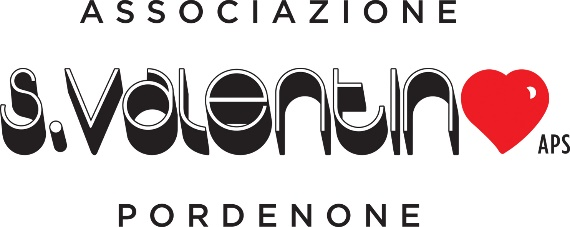 ASSOCIAZIONE
S. Valentin
APS
PORDENONE